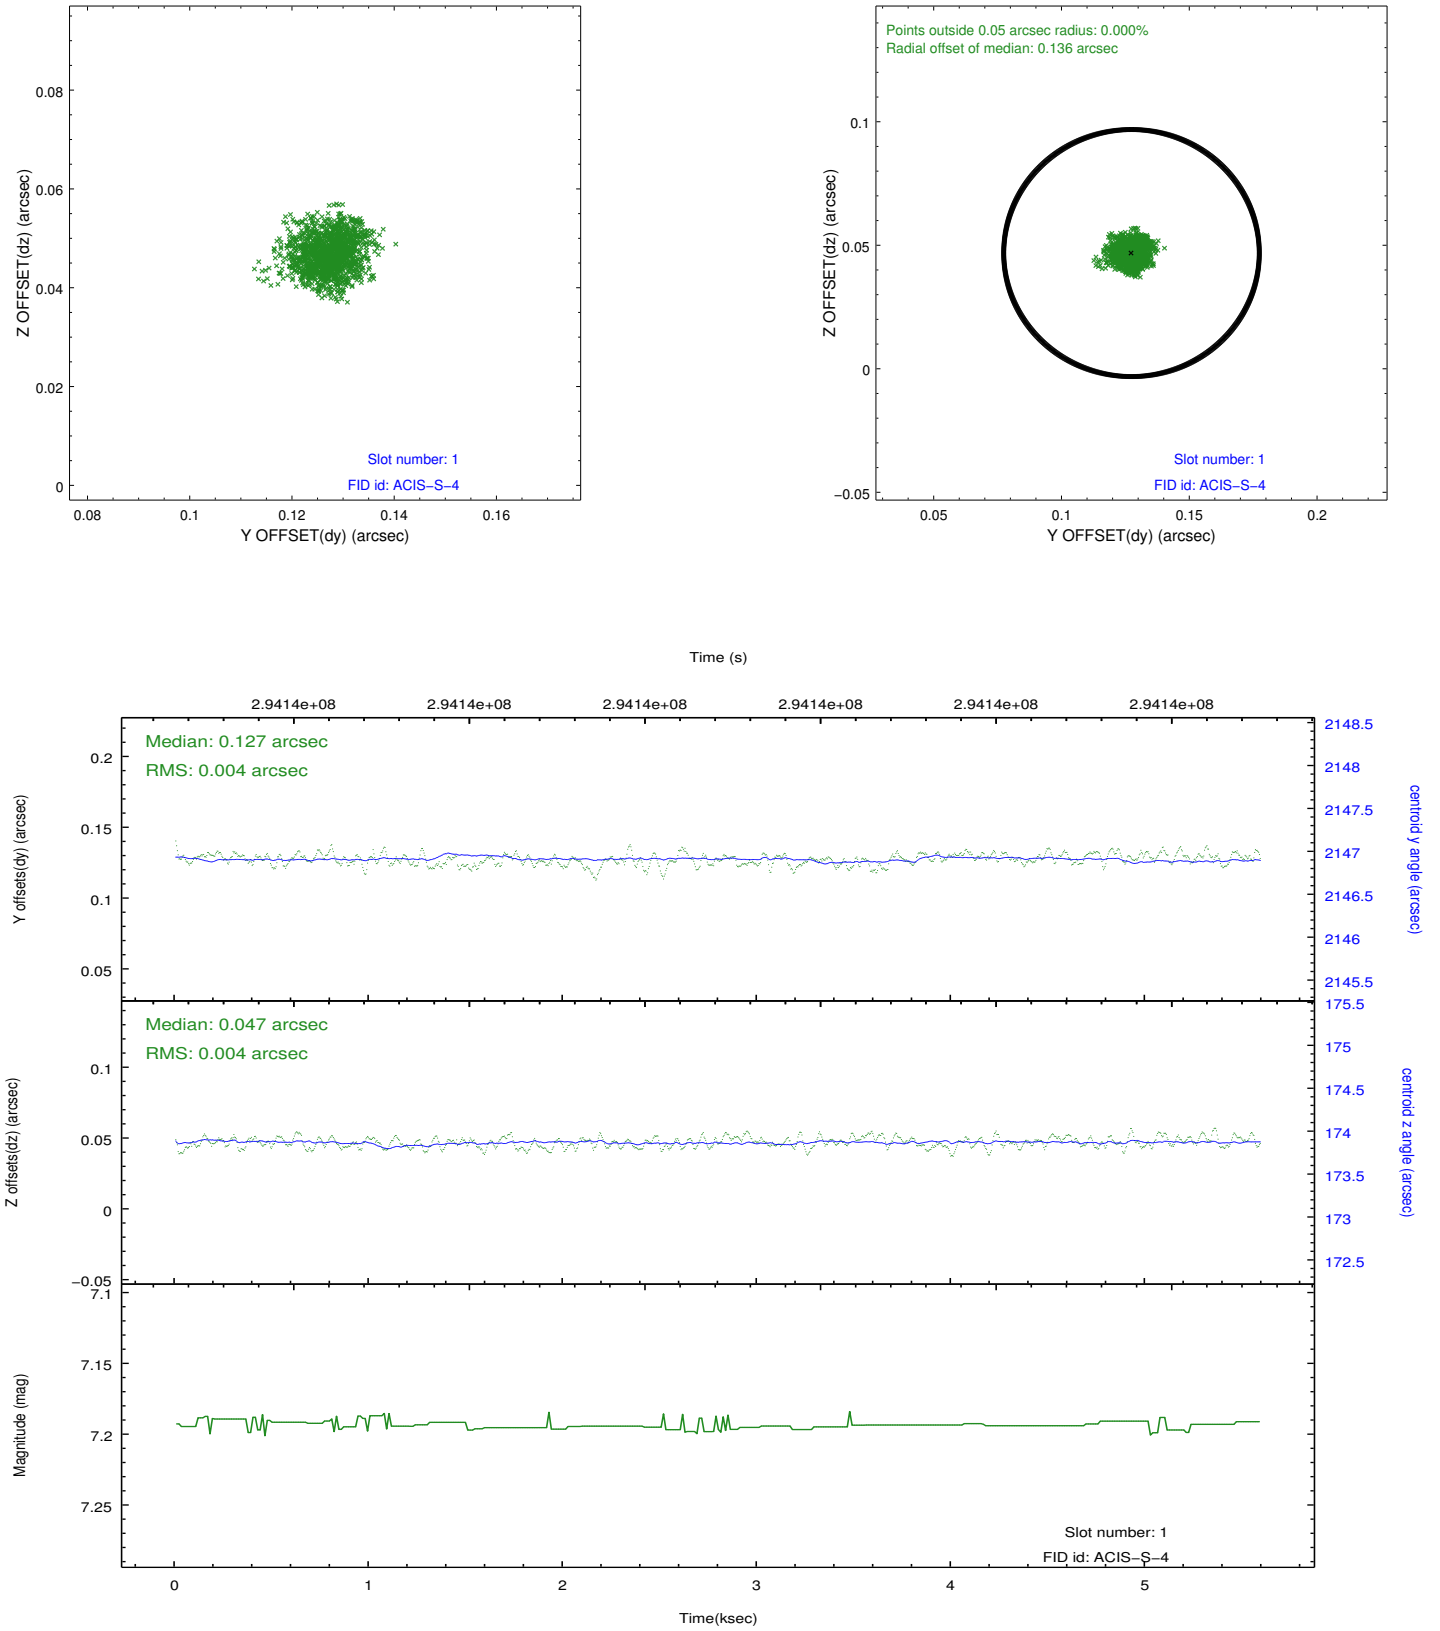 0.08
0.06
0.04
0.02
0
Z OFFSET(dz) (arcsec)
Slot number: 1
FID id: ACIS−S−4
0.08 0.1 0.12 0.14 0.16
Y OFFSET(dy) (arcsec)
Points outside 0.05 arcsec radius: 0.000%
Radial offset of median: 0.136 arcsec
0.1
0.05
0
−0.05
Z OFFSET(dz) (arcsec)
Slot number: 1
FID id: ACIS−S−4
0.05 0.1 0.15 0.2
Y OFFSET(dy) (arcsec)
Time (s)
2.9414e+08 2.9414e+08 2.9414e+08 2.9414e+08 2.9414e+08 2.9414e+08
Median: 0.127 arcsec
RMS: 0.004 arcsec
0.2
0.15
0.1
0.05
Y offsets(dy) (arcsec)
2148.5
2148
2147.5
2147
2146.5
2146
2145.5
centroid y angle (arcsec)
Median: 0.047 arcsec
RMS: 0.004 arcsec
0.1
0.05
0
−0.05
Z offsets(dz) (arcsec)
175.5
175
174.5
174
173.5
173
172.5
centroid z angle (arcsec)
7.1
7.15
7.2
7.25
Magnitude (mag)
Slot number: 1
FID id: ACIS−S−4
0 1 2 3 4 5
Time(ksec)